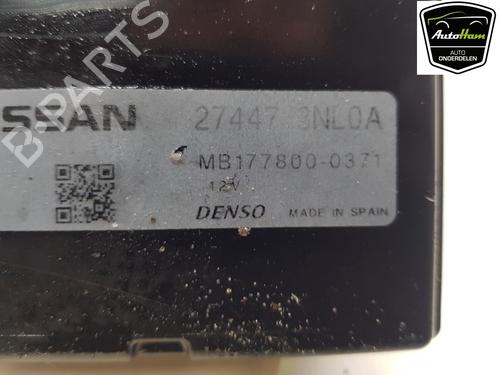 AutoHam
AUTO
ONDERDELEN
B-PARTS
SSAN
27447 3NL0A
MB177800-0371
12V
DENSO MADE IN SPAIN